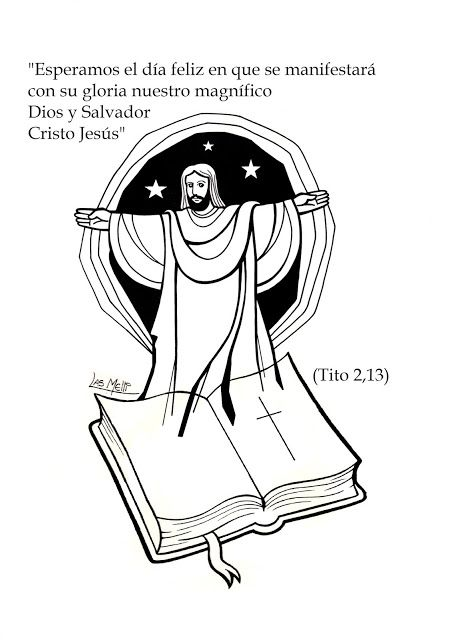 "Esperamos el día feliz en que se manifestará
con su gloria nuestro magnífico
Dios y Salvador
Cristo Jesús"
(Tito 2,13)